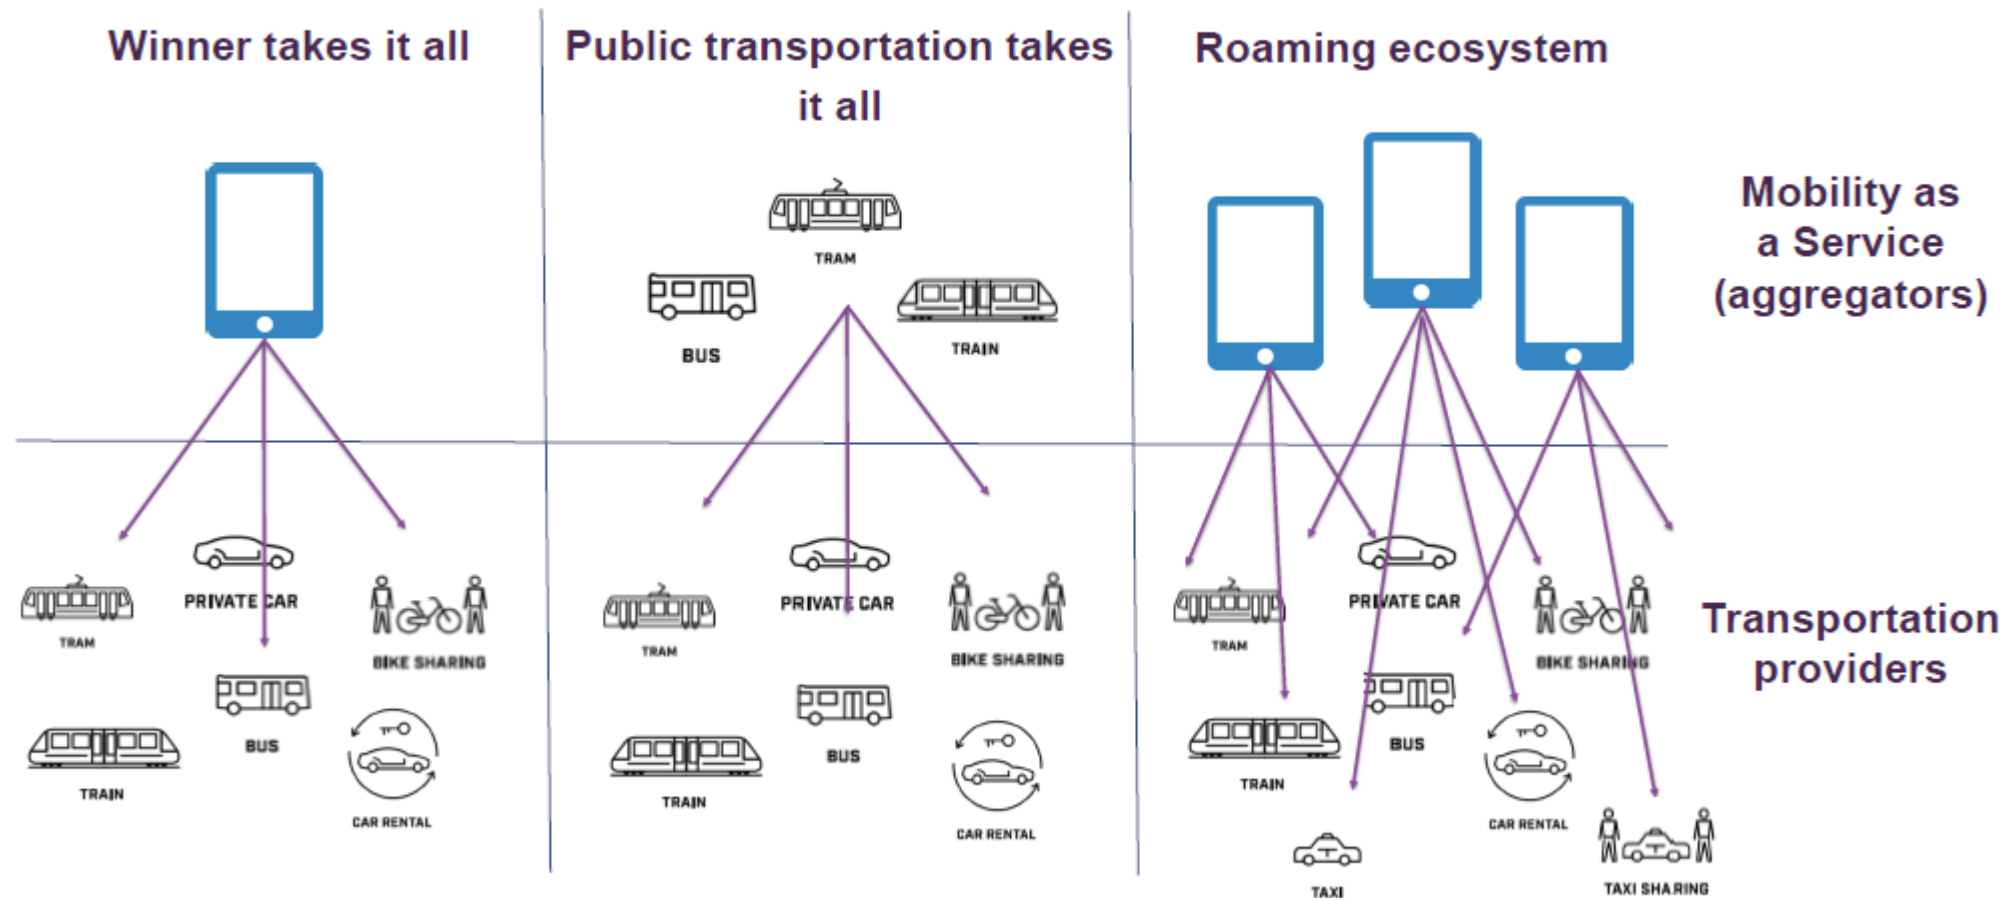 Winner takes it all
Public transportation takes
it all
Roaming ecosystem
TRAM
BUS
TRAIN
Mobility as
a Service
(aggregators)
PRIVATE CAR
TRAM
BIKE SHARING
BUS
TRAIN
CAR RENTAL
PRIVATE CAR
TRAM
BIKE SHARING
BUS
TRAIN
CAR RENTAL
PRIVATE CAR
TRAM
BIKE SHARING
BUS
TRAIN
CAR RENTAL
T
TAXI
TAXI SHARING
Transportation
providers